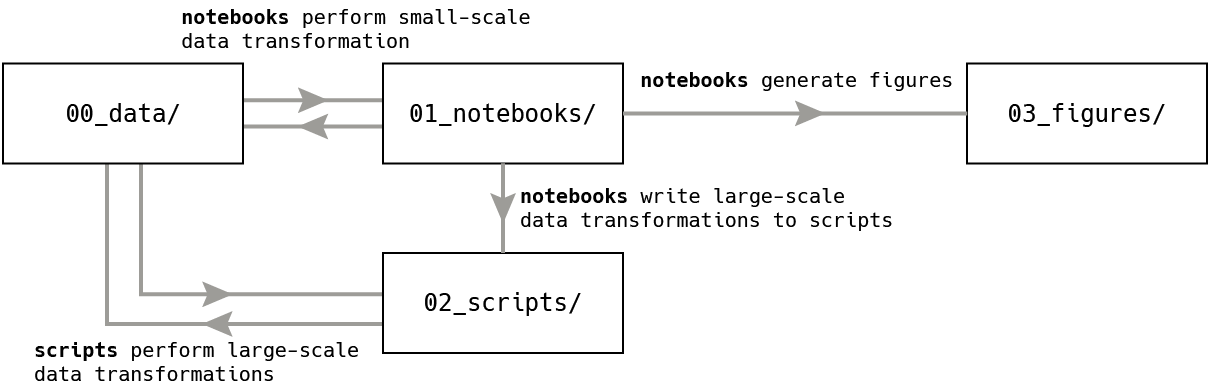 notebooks perform small-scale
data transformation
00_data/
01_notebooks/
notebooks generate figures
03_figures/
notebooks write large-scale
data transformations to scripts
02_scripts/
scripts perform large-scale
data transformations